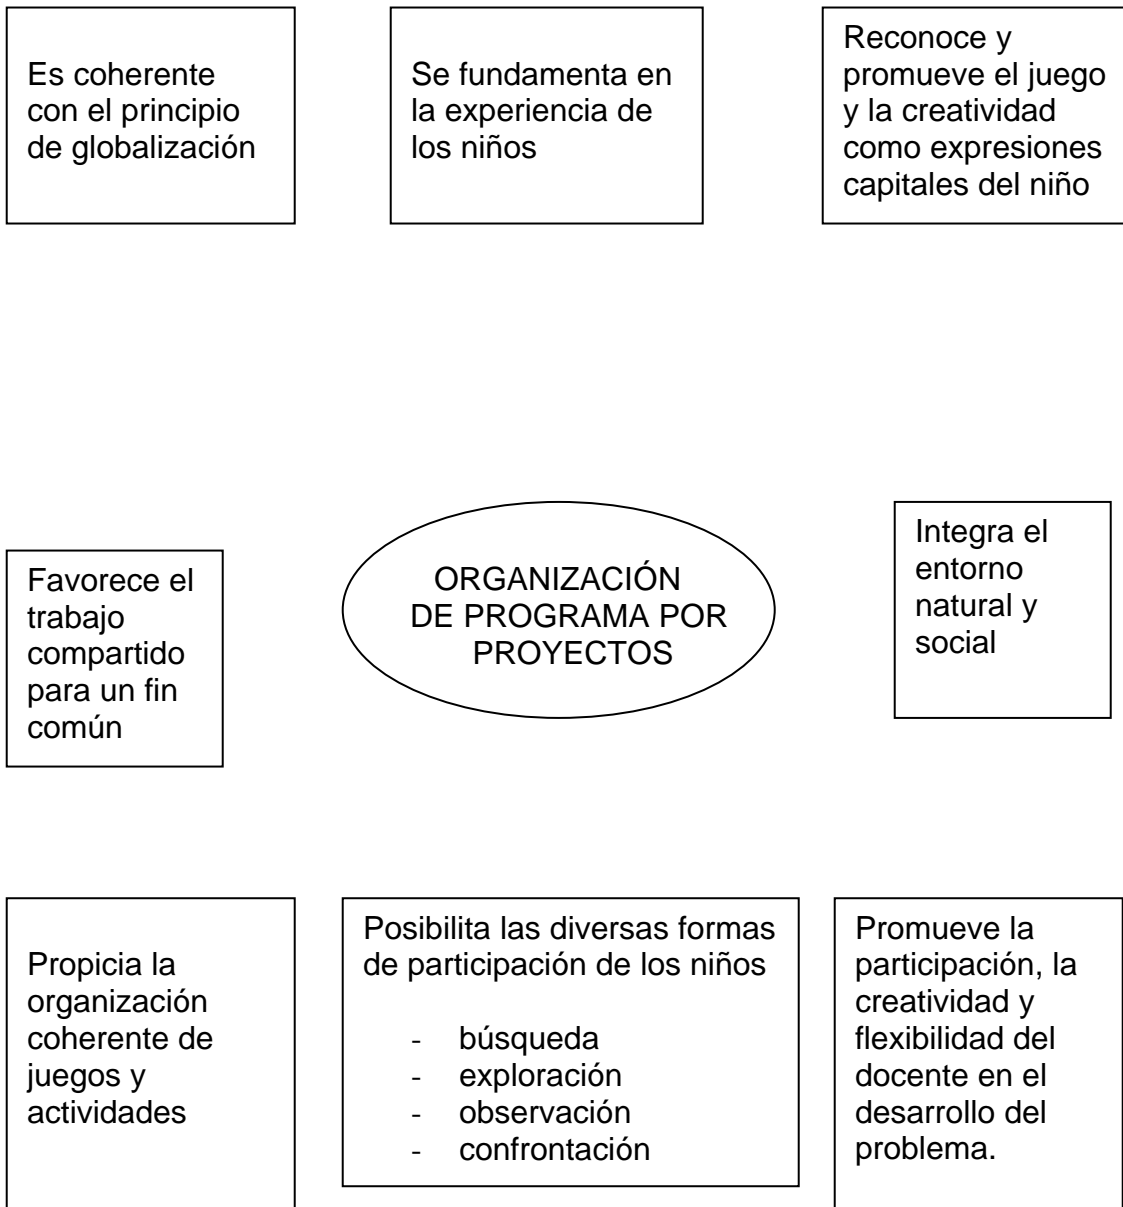 Es coherente
con el principio
de globalización
Se fundamenta en
la experiencia de
los niños
Reconoce y
promueve el juego
y la creatividad
como expresiones
capitales del niño
Favorece el
trabajo
compartido
para un fin
común
ORGANIZACIÓN
DE PROGRAMA POR
PROYECTOS
Integra el
entorno
natural y
social
Propicia la
organización
coherente de
juegos y
actividades
Posibilita las diversas formas
de participación de los niños
- búsqueda
- exploración
- observación
- confrontación
Promueve la
participación, la
creatividad y
flexibilidad del
docente en el
desarrollo del
problema.